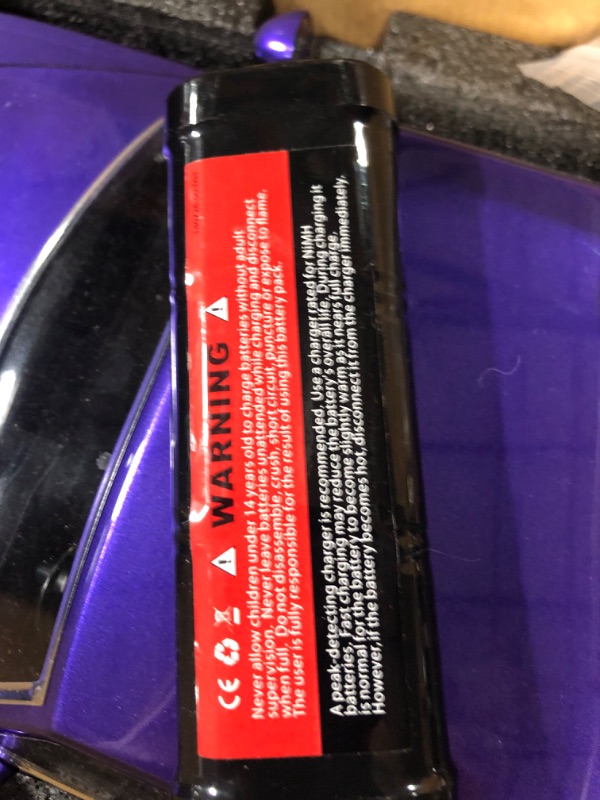 WARNING
Never allow children under 14 years old to charge batteries without adult
supervision. Never leave batteries unattended while charging and disconnect
when full. Do not disassemble, crush, short circuit, puncture or expose to flame.
The user is fully responsible for the result of using this battery pack.
A peak-detecting charger is recommended. Use a charger rated for NiMH
batteries. Fast charging may reduce the battery's overall life. During charging it
is normal for the battery to become slightly warm as it nears full charge.
However, if the battery becomes hot, disconnect it from the charger immediately.
CE